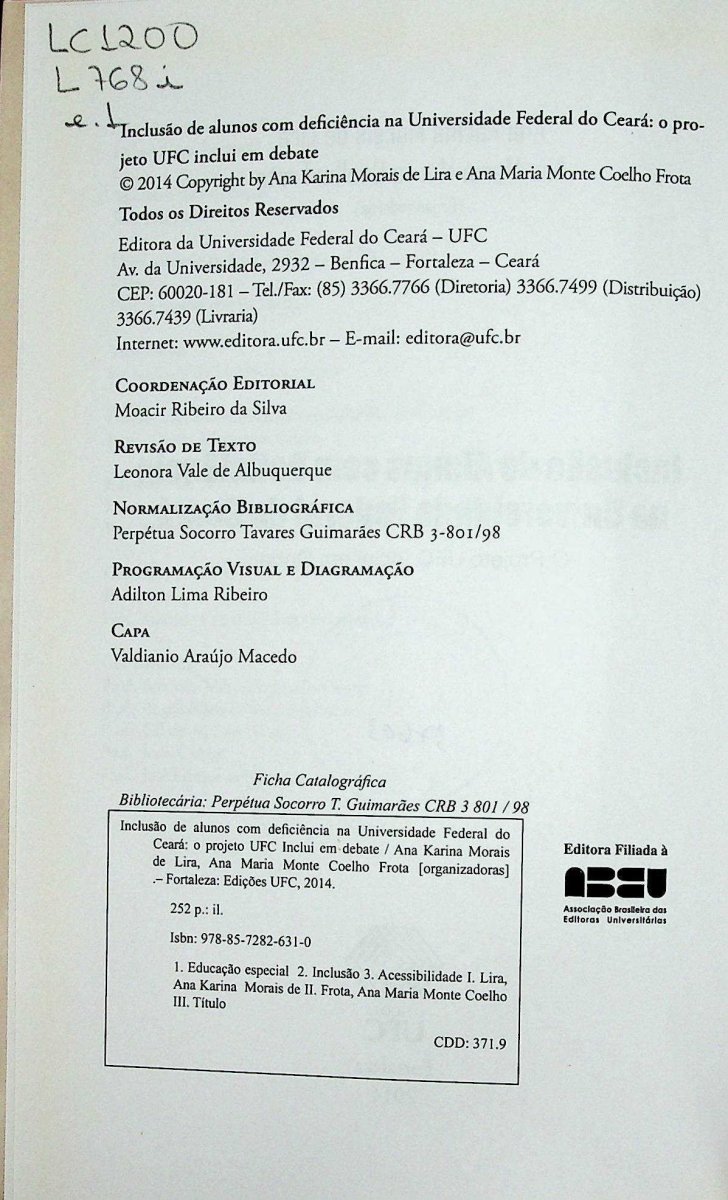 LC1200
L768i
e.1
Inclusão de alunos com deficiência na Universidade Federal do Ceará: o pro-
jeto UFC inclui em debate
© 2014 Copyright by Ana Karina Morais de Lira e Ana Maria Monte Coelho Frota
Todos os Direitos Reservados
Editora da Universidade Federal do Ceará – UFC
Av. da Universidade, 2932 – Benfica – Fortaleza – Ceará
CEP: 60020-181 – Tel./Fax: (85) 3366.7766 (Diretoria) 3366.7499 (Distribuição)
3366.7439 (Livraria)
Internet: www.editora.ufc.br – E-mail: editora@ufc.br
Coordenação Editorial
Moacir Ribeiro da Silva
Revisão de Texto
Leonora Vale de Albuquerque
Normalização Bibliográfica
Perpétua Socorro Tavares Guimarães CRB 3-801/98
Programação Visual e Diagramação
Adilton Lima Ribeiro
Capa
Valdianio Araújo Macedo
Ficha Catalográfica
Bibliotecária: Perpétua Socorro T. Guimarães CRB 3 801 / 98
Inclusão de alunos com deficiência na Universidade Federal do
Ceará: o projeto UFC Inclui em debate / Ana Karina Morais
de Lira, Ana Maria Monte Coelho Frota [organizadoras]
.– Fortaleza: Edições UFC, 2014.
252 p.: il.
Isbn: 978-85-7282-631-0
1. Educação especial 2. Inclusão 3. Acessibilidade I. Lira,
Ana Karina Morais de II. Frota, Ana Maria Monte Coelho
III. Título
CDD: 371.9
Editora Filiada à
ABEU
Associação Brasileira das
Editoras Universitárias